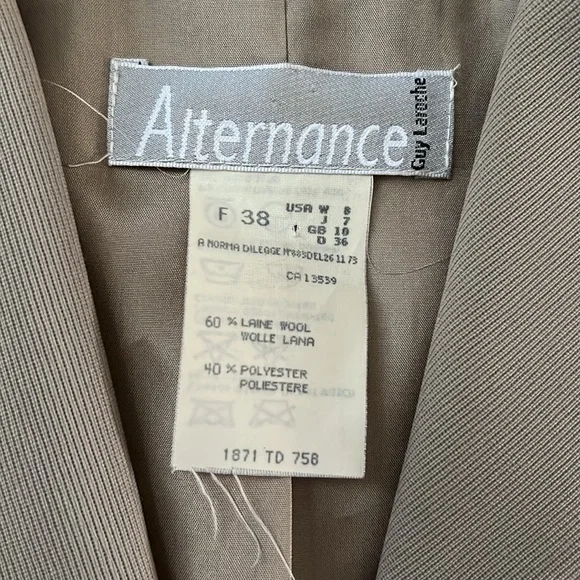 Alternance
Guy Laroche
F 38
USA W 8
J 7
GB 10
D 36
A NORMA DILEGGE Nº883DEL26 11 73
CA 13539
60 % LAINE WOOL
WOLLE LANA
40 % POLYESTER
POLIESTERE
1871 TD 758